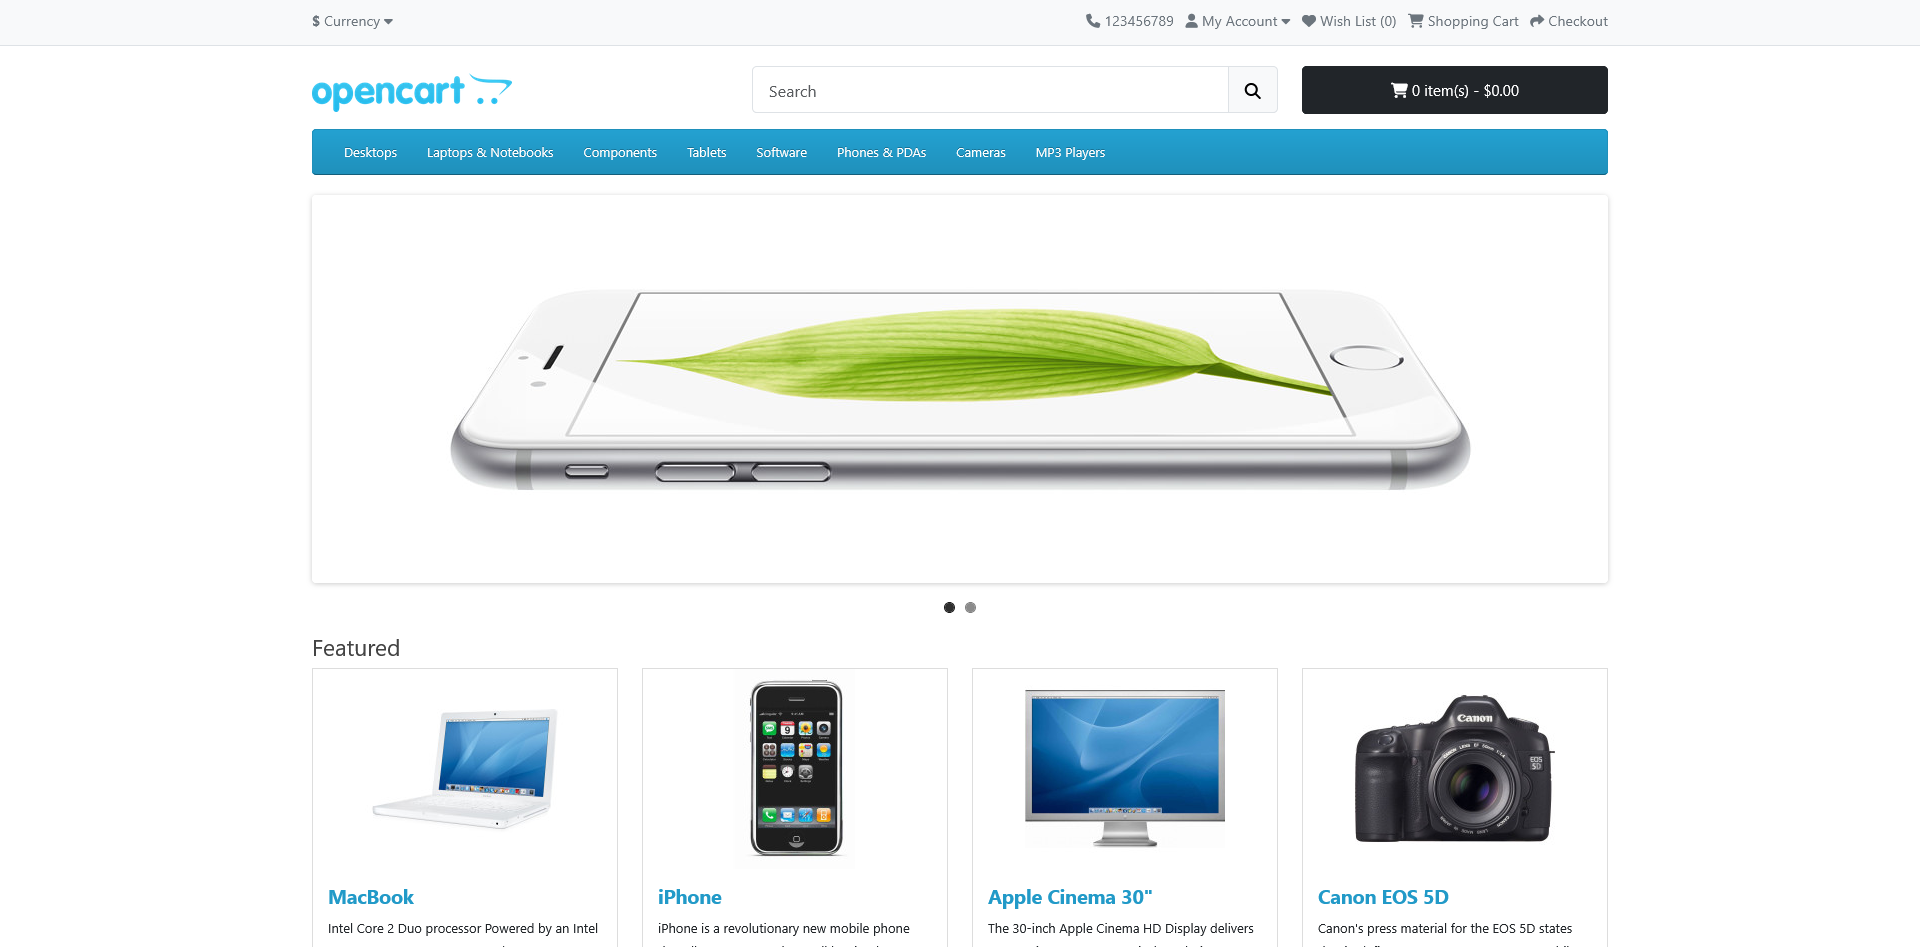 $ Currency
123456789 My Account Wish List (0) Shopping Cart Checkout
opencart
Search
0 item(s) - $0.00
Desktops Laptops & Notebooks Components Tablets Software Phones & PDAs Cameras MP3 Players
Featured
Canon
EOS
5D
MacBook
Intel Core 2 Duo processor Powered by an Intel
iPhone
iPhone is a revolutionary new mobile phone
Apple Cinema 30"
The 30-inch Apple Cinema HD Display delivers
Canon EOS 5D
Canon's press material for the EOS 5D states